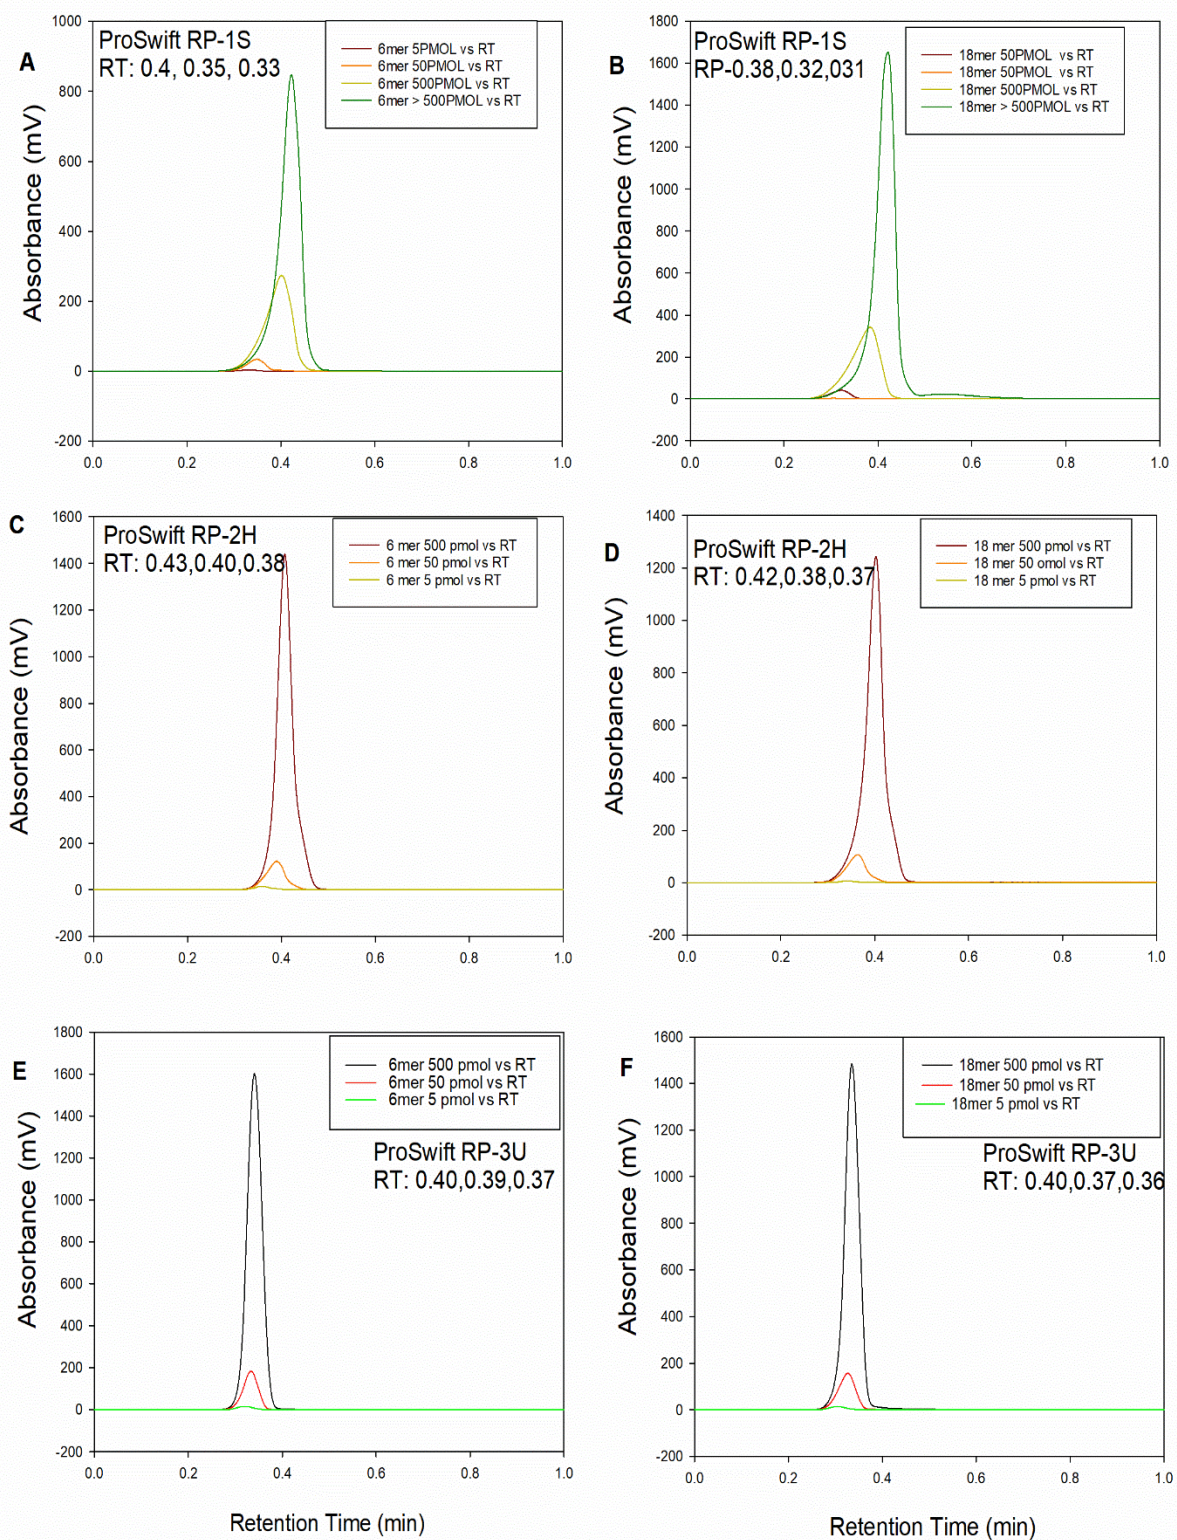 A
ProSwift RP-1S
RT: 0.4, 0.35, 0.33
6mer 5PMOL vs RT
6mer 50PMOL vs RT
6mer 500PMOL vs RT
6mer > 500PMOL vs RT
Absorbance (mV)
1000
800
600
400
200
0
-200
0.0 0.2 0.4 0.6 0.8 1.0
B
ProSwift RP-1S
RP-0.38,0.32,031
18mer 50PMOL vs RT
18mer 50PMOL vs RT
18mer 500PMOL vs RT
18mer > 500PMOL vs RT
Absorbance (mV)
1800
1600
1400
1200
1000
800
600
400
200
0
-200
0.0 0.2 0.4 0.6 0.8 1.0
C
ProSwift RP-2H
RT: 0.43,0.40,0.38
6 mer 500 pmol vs RT
6 mer 50 pmol vs RT
6 mer 5 pmol vs RT
Absorbance (mV)
1600
1400
1200
1000
800
600
400
200
0
-200
0.0 0.2 0.4 0.6 0.8 1.0
D
ProSwift RP-2H
RT: 0.42,0.38,0.37
18 mer 500 pmol vs RT
18 mer 50 omol vs RT
18 mer 5 pmol vs RT
Absorbance (mV)
1400
1200
1000
800
600
400
200
0
-200
0.0 0.2 0.4 0.6 0.8 1.0
E
6mer 500 pmol vs RT
6mer 50 pmol vs RT
6mer 5 pmol vs RT
ProSwift RP-3U
RT: 0.40,0.39,0.37
Absorbance (mV)
1800
1600
1400
1200
1000
800
600
400
200
0
-200
0.0 0.2 0.4 0.6 0.8 1.0
Retention Time (min)
F
18mer 500 pmol vs RT
18mer 50 pmol vs RT
18mer 5 pmol vs RT
ProSwift RP-3U
RT: 0.40,0.37,0.36
Absorbance (mV)
1600
1400
1200
1000
800
600
400
200
0
-200
0.0 0.2 0.4 0.6 0.8 1.0
Retention Time (min)